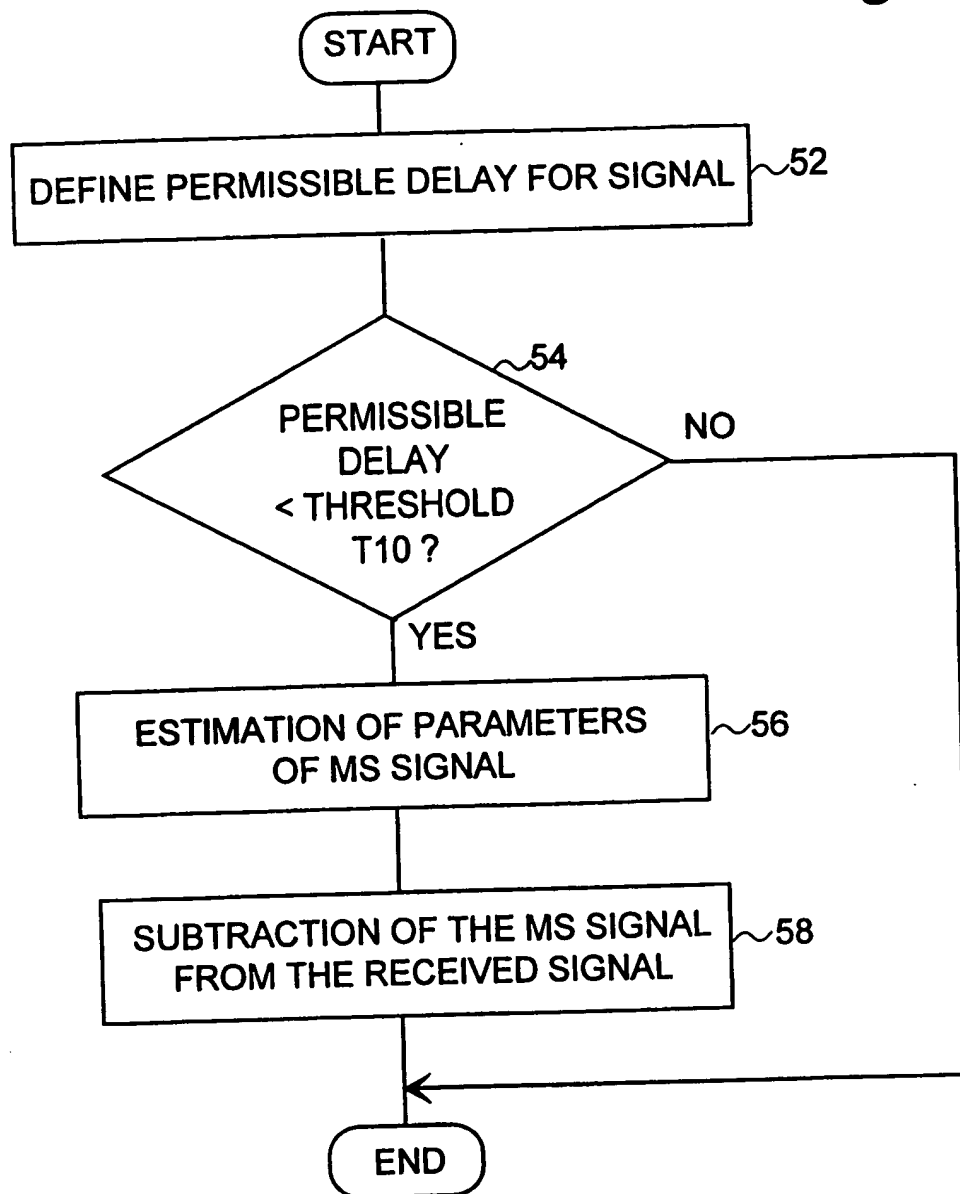 START
DEFINE PERMISSIBLE DELAY FOR SIGNAL
52
54
PERMISSIBLE
DELAY
< THRESHOLD
T10 ?
NO
YES
ESTIMATION OF PARAMETERS
OF MS SIGNAL
56
SUBTRACTION OF THE MS SIGNAL
FROM THE RECEIVED SIGNAL
58
END